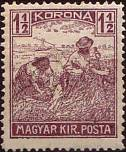 1½ KORONA 1½
MAGYAR KIR. POSTA